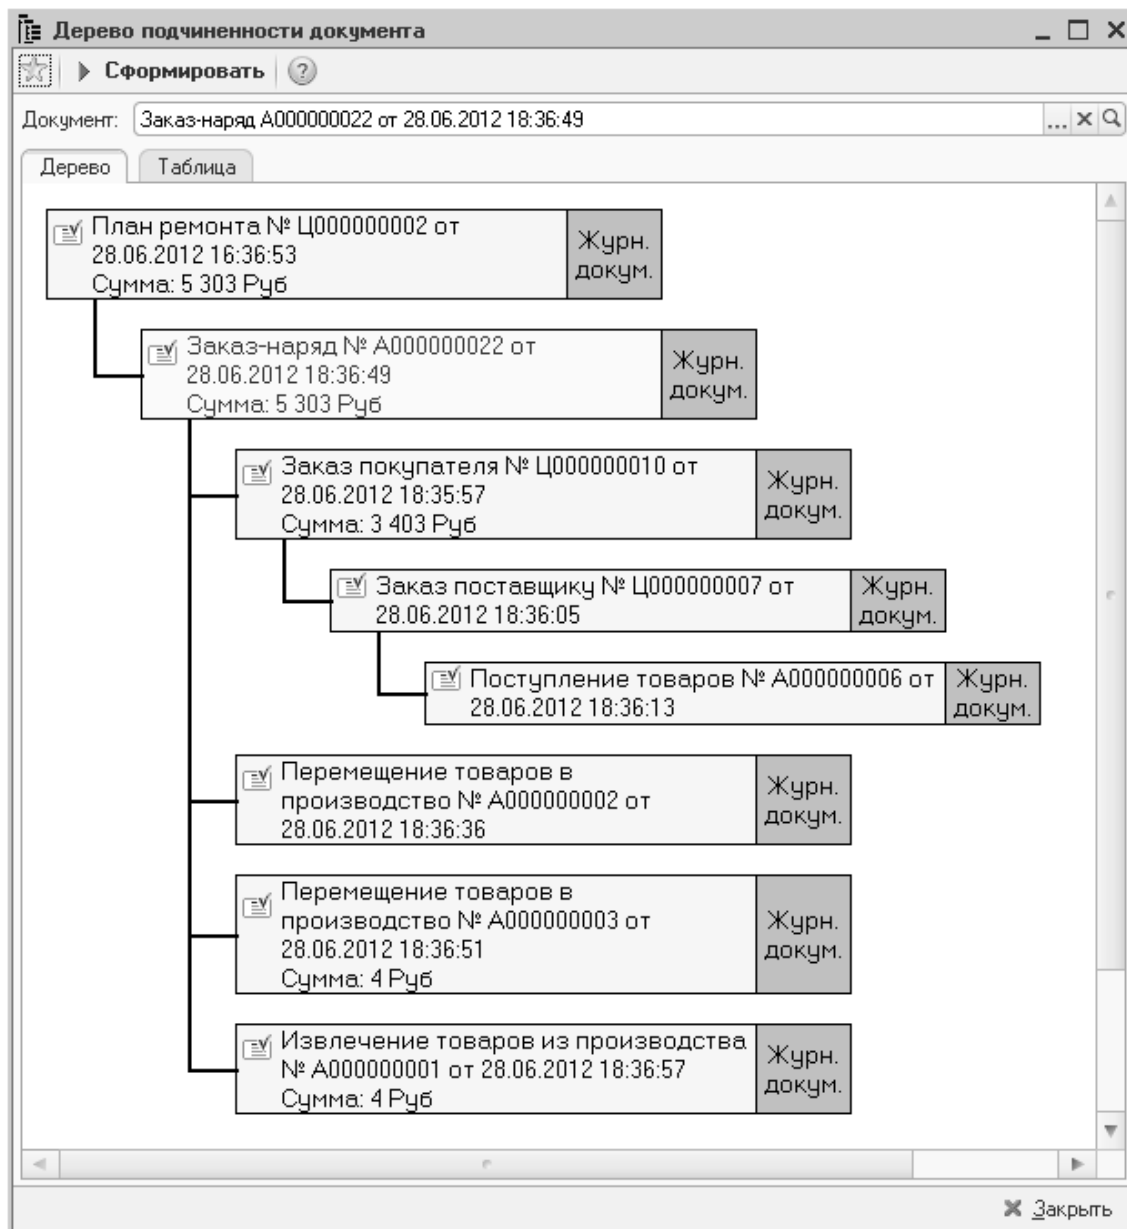 Дерево подчиненности документа
Сформировать
Документ: Заказ-наряд А000000022 от 28.06.2012 18:36:49
Дерево Таблица
План ремонта № Ц000000002 от
28.06.2012 16:36:53
Сумма: 5 303 Руб
Журн.
докум.
Заказ-наряд № А000000022 от
28.06.2012 18:36:49
Сумма: 5 303 Руб
Журн.
докум.
Заказ покупателя № Ц000000010 от
28.06.2012 18:35:57
Сумма: 3 403 Руб
Журн.
докум.
Заказ поставщику № Ц000000007 от
28.06.2012 18:36:05
Журн.
докум.
Поступление товаров № А000000006 от
28.06.2012 18:36:13
Журн.
докум.
Перемещение товаров в
производство № А000000002 от
28.06.2012 18:36:36
Журн.
докум.
Перемещение товаров в
производство № А000000003 от
28.06.2012 18:36:51
Сумма: 4 Руб
Журн.
докум.
Извлечение товаров из производства
№ А000000001 от 28.06.2012 18:36:57
Сумма: 4 Руб
Журн.
докум.
Закрыть